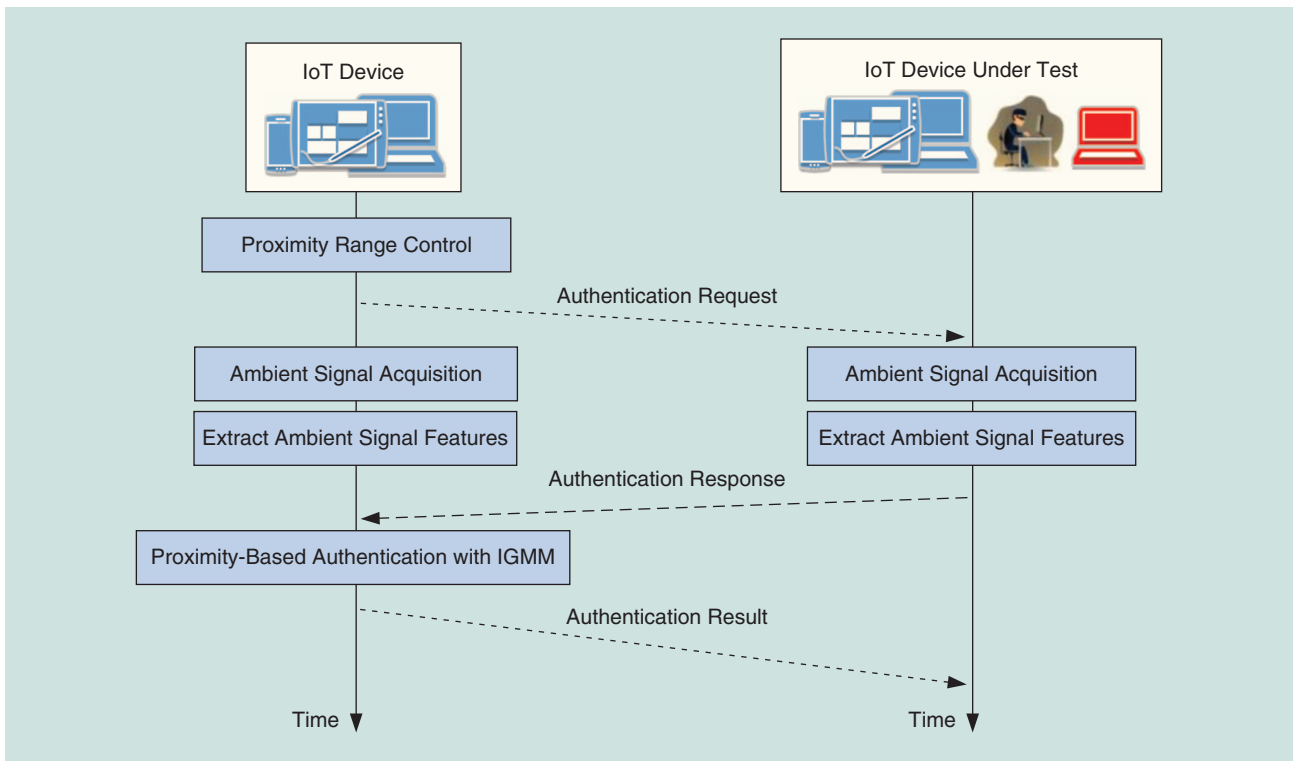 IoT Device
IoT Device Under Test
Proximity Range Control
Authentication Request
Ambient Signal Acquisition
Ambient Signal Acquisition
Extract Ambient Signal Features
Extract Ambient Signal Features
Authentication Response
Proximity-Based Authentication with IGMM
Authentication Result
Time
Time